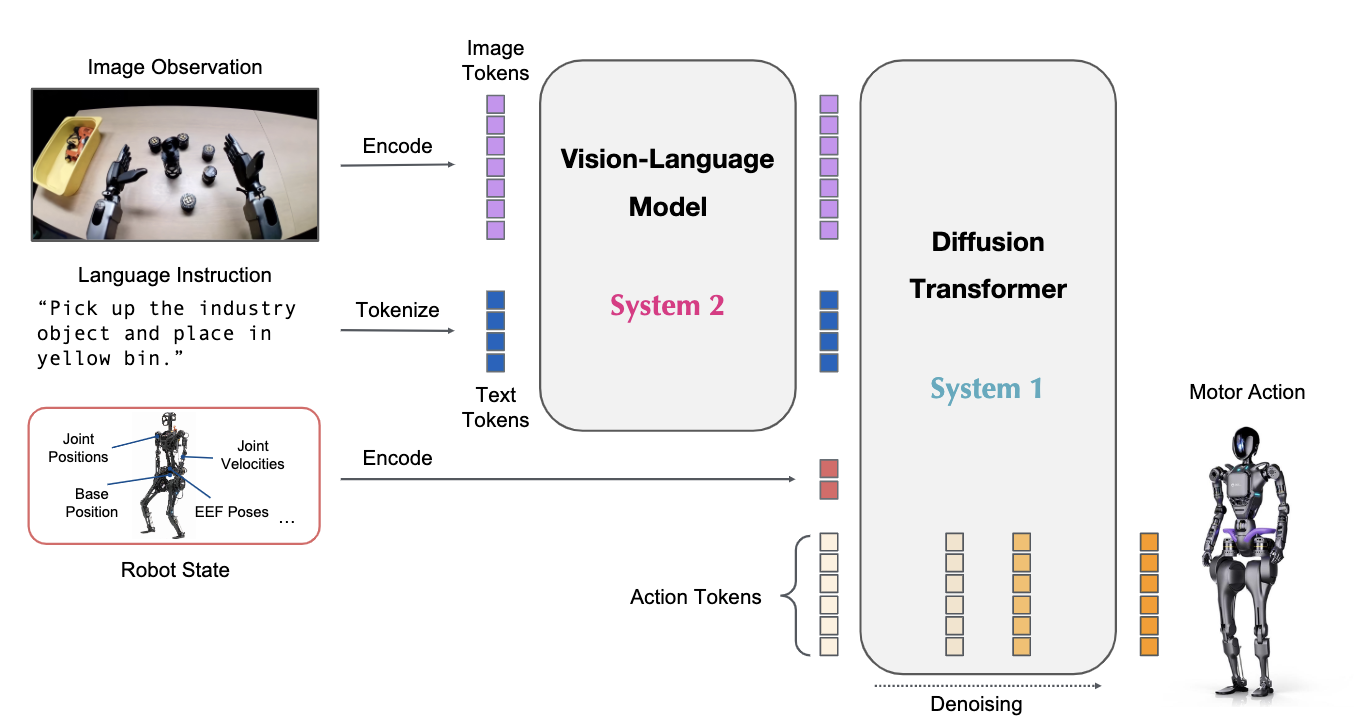 Image Observation
Encode
Image
Tokens
Vision-Language
Model
System 2
Diffusion
Transformer
System 1
Language Instruction
“Pick up the industry
object and place in
yellow bin.”
Tokenize
Text
Tokens
Joint
Positions
Joint
Velocities
Base
Position
EEF Poses ...
Robot State
Encode
Action Tokens
Denoising
Motor Action